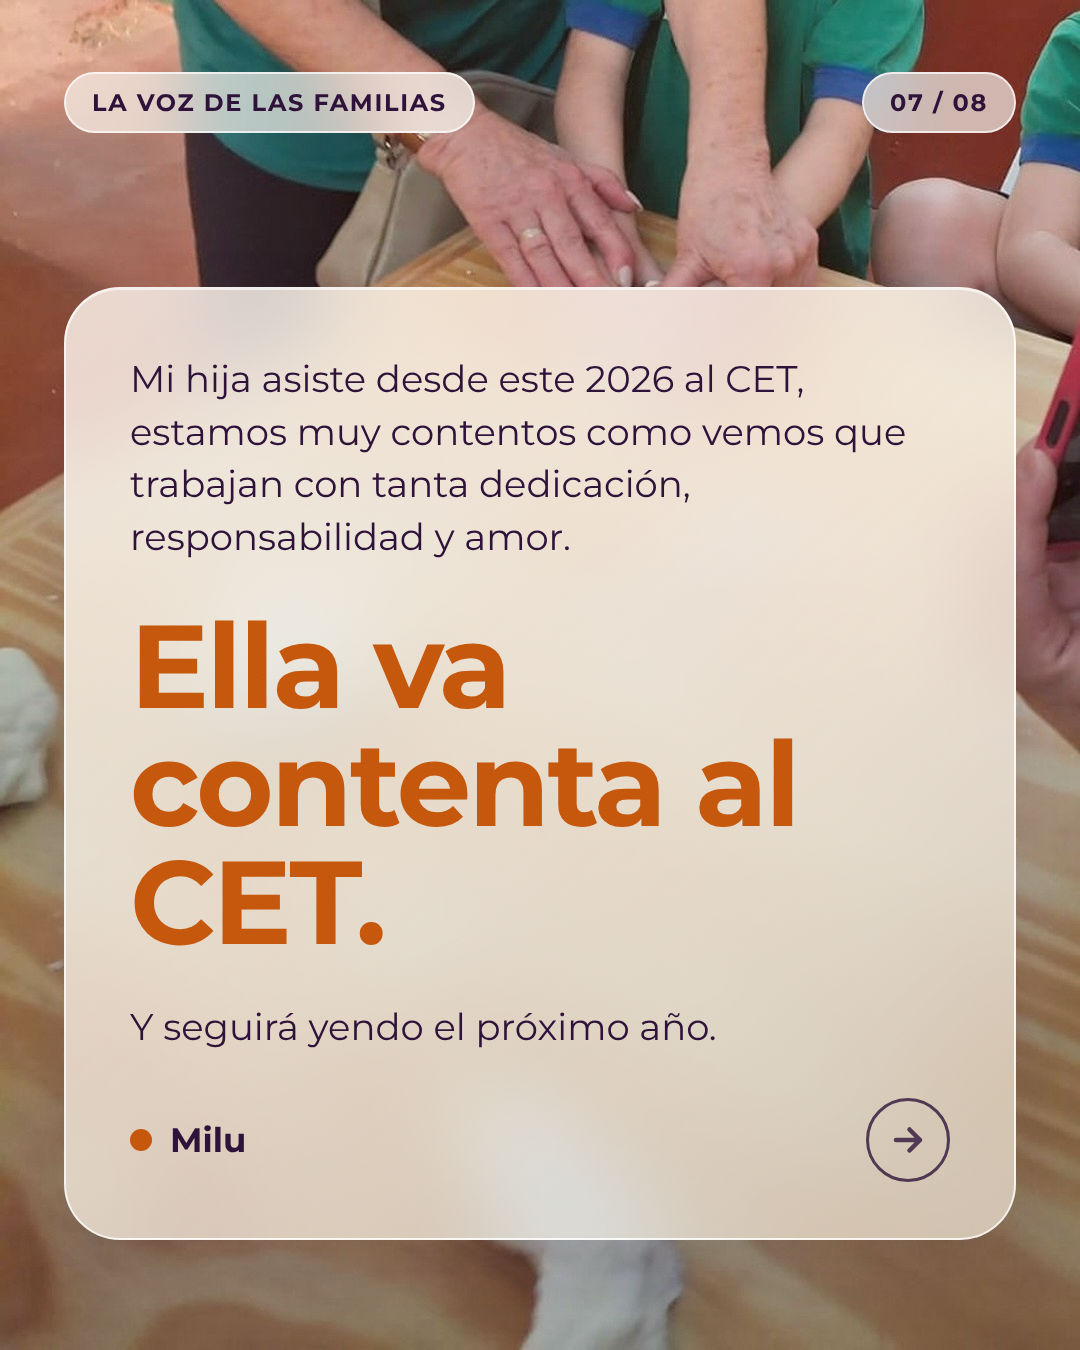 LA VOZ DE LAS FAMILIAS
07 / 08
Mi hija asiste desde este 2026 al CET,
estamos muy contentos como vemos que
trabajan con tanta dedicación,
responsabilidad y amor.
Ella va
contenta al
CET.
Y seguirá yendo el próximo año.
Milu